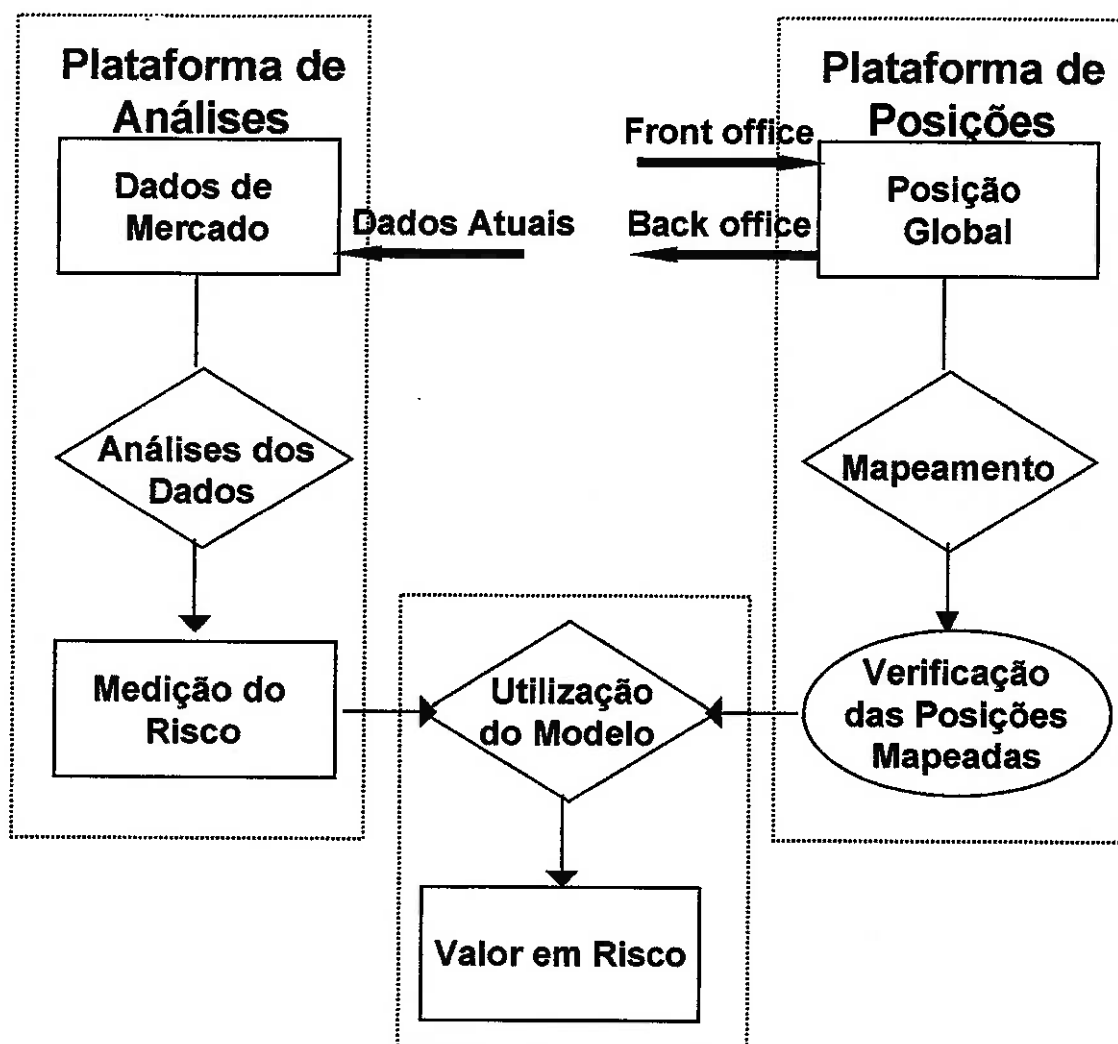 Plataforma de
Análises
Dados de
Mercado
Dados Atuais
Análises dos
Dados
Medição do
Risco
Plataforma de
Posições
Front office
Back office
Posição
Global
Mapeamento
Verificação
das Posições
Mapeadas
Utilização
do Modelo
Valor em Risco